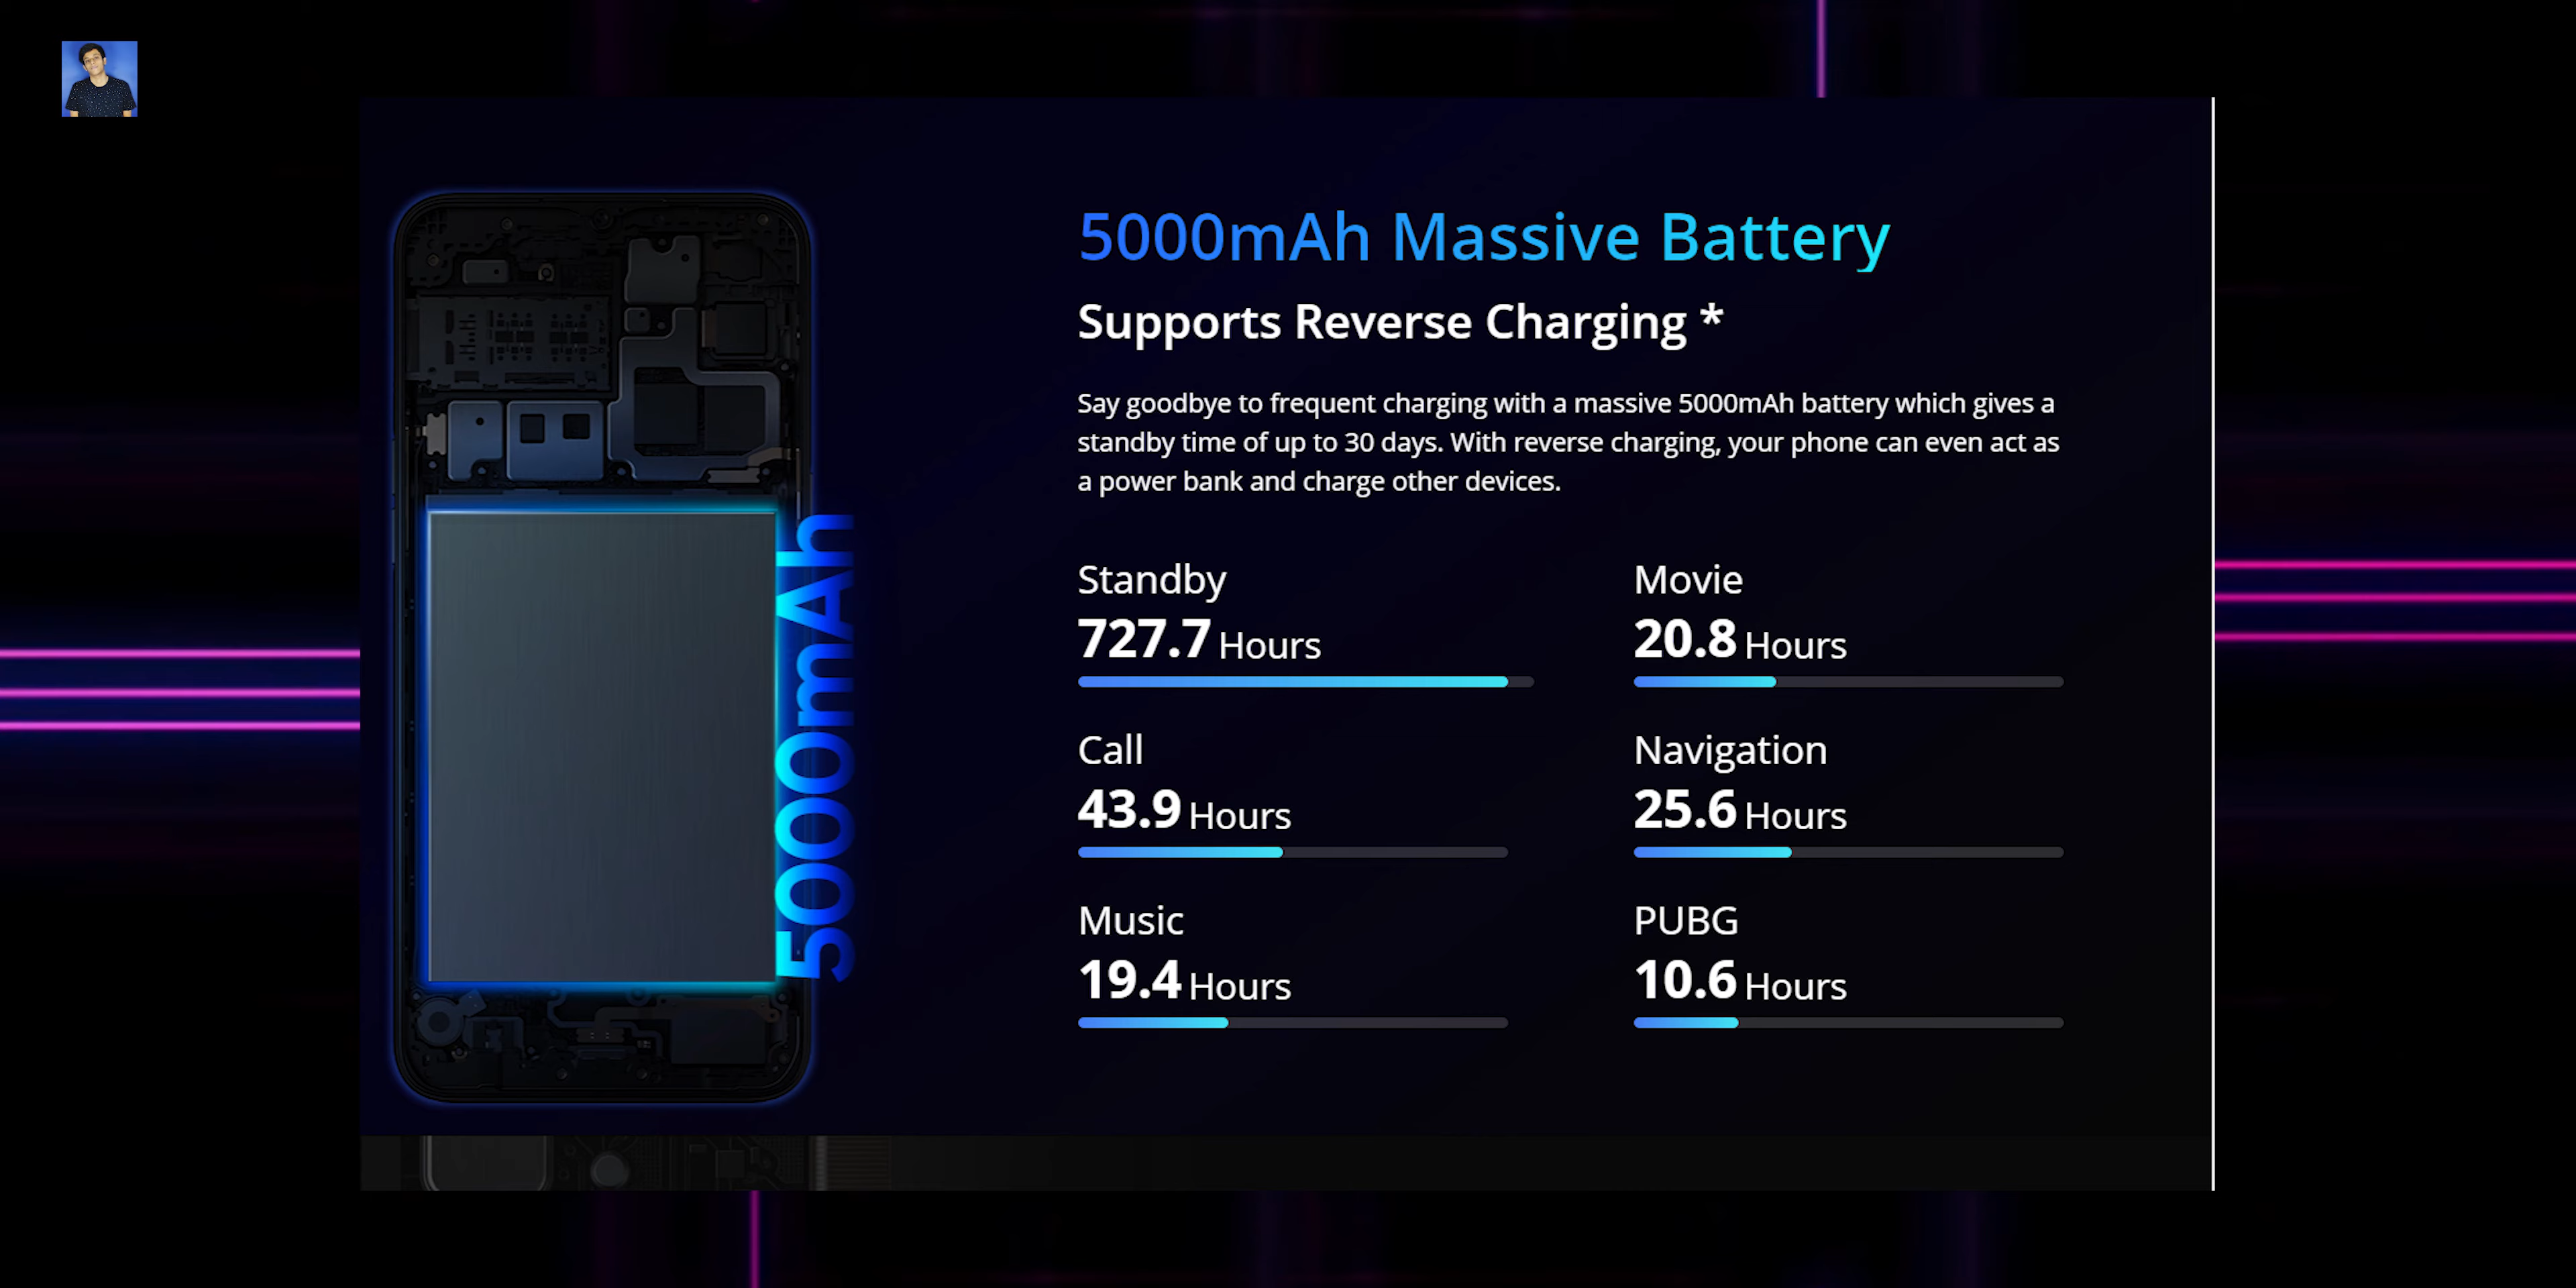 5000mAh Massive Battery
Supports Reverse Charging *
Say goodbye to frequent charging with a massive 5000mAh battery which gives a
standby time of up to 30 days. With reverse charging, your phone can even act as
a power bank and charge other devices.
Standby
727.7 Hours
Movie
20.8 Hours
Call
43.9 Hours
Navigation
25.6 Hours
Music
19.4 Hours
PUBG
10.6 Hours
5000mAh